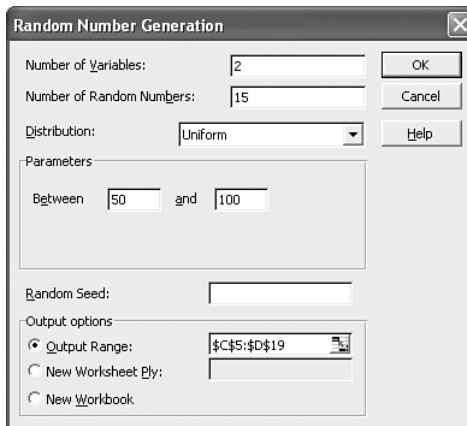 Random Number Generation
Number of Variables: 2 OK
Number of Random Numbers: 15 Cancel
Distribution: Uniform Help
Parameters
Between 50 and 100
Random Seed:
Output options
Output Range: $C$5:$D$19
New Worksheet Ply:
New Workbook